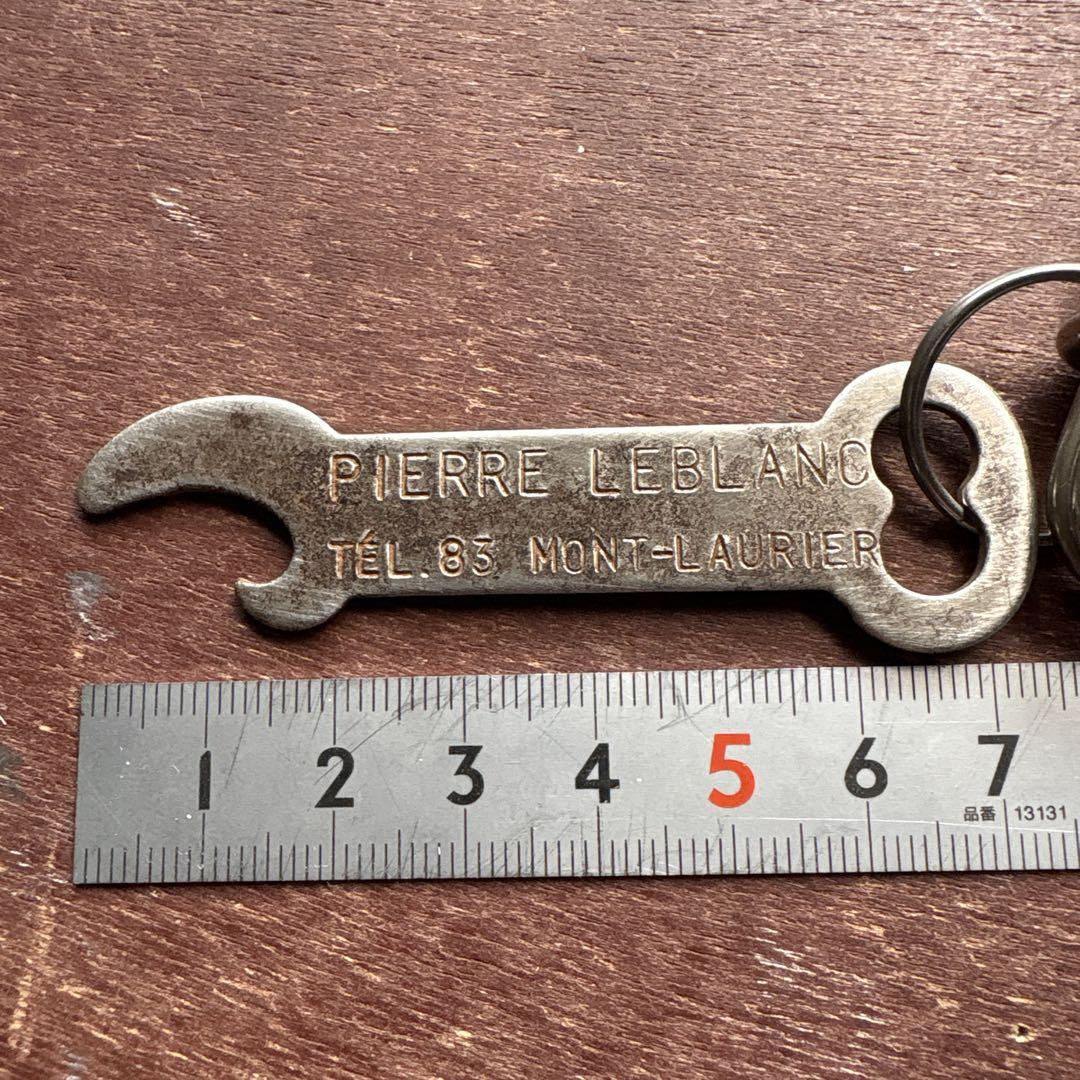 PIERRE LEBLANC
TÉL. 83 MONT-LAURIER
1 2 3 4 5 6 7
品番 13131